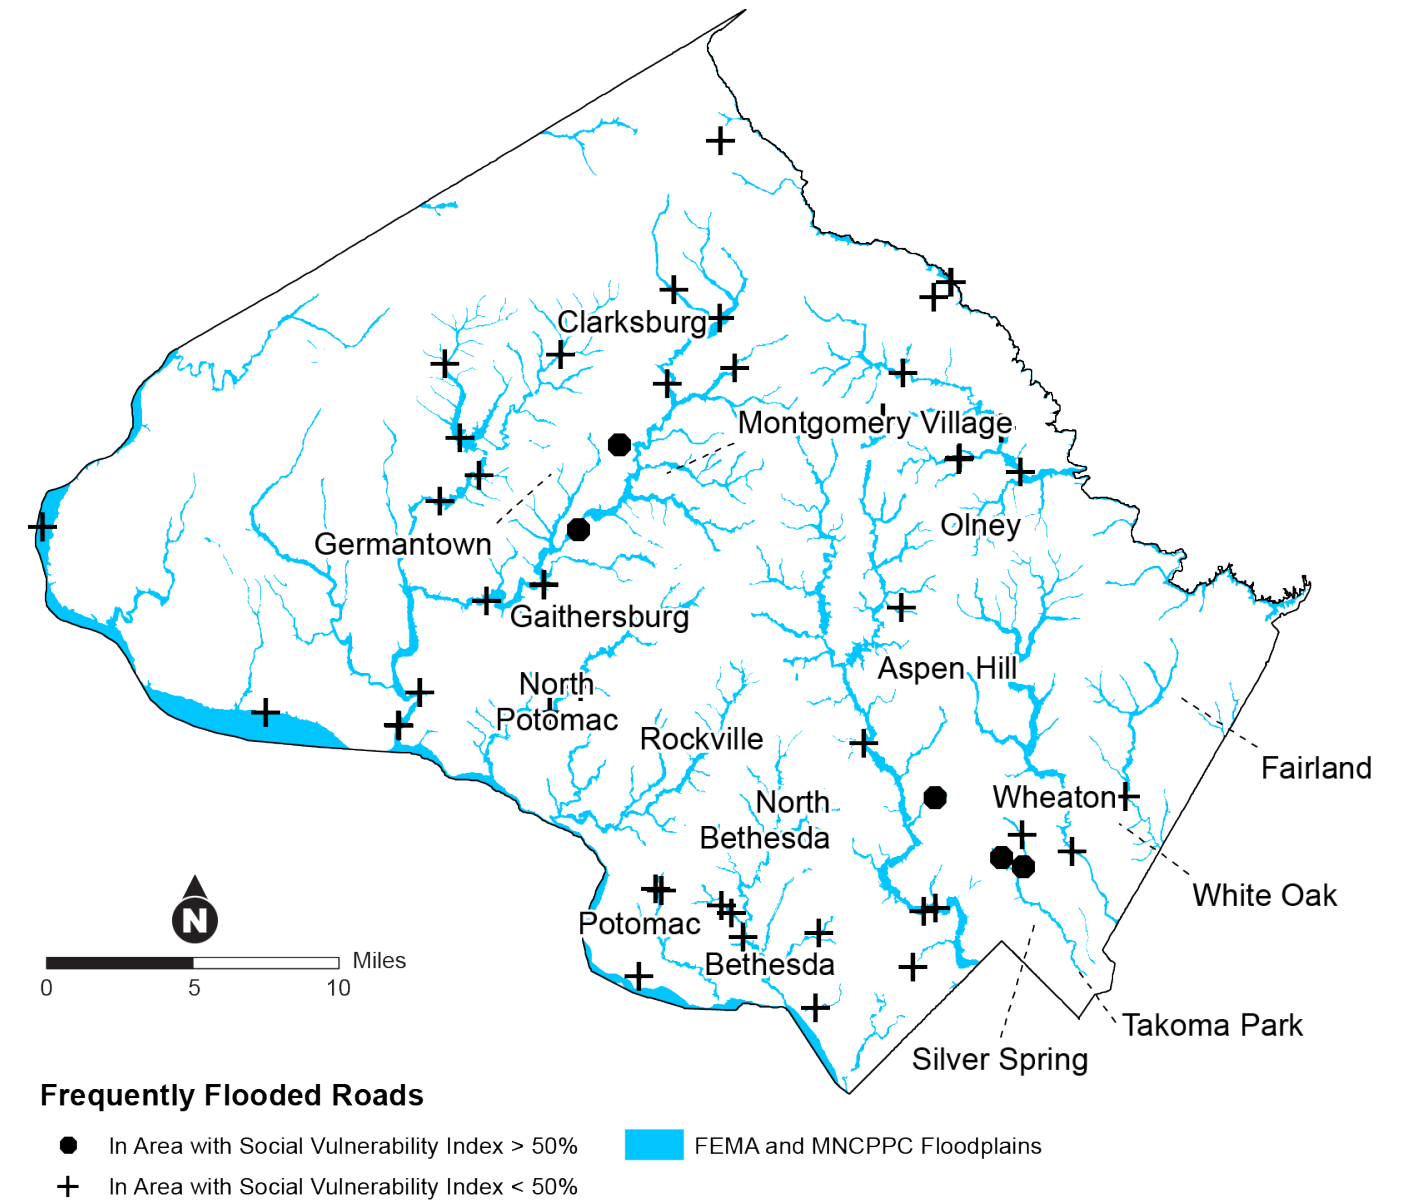 Clarksburg
Montgomery Village
Olney
Germantown
Gaithersburg
Aspen Hill
North
Potomac
Rockville
Fairland
North
Bethesda
Wheaton
White Oak
Potomac
Bethesda
Takoma Park
Silver Spring
N
Miles
0 5 10
Frequently Flooded Roads
In Area with Social Vulnerability Index > 50%
FEMA and MNCPPC Floodplains
In Area with Social Vulnerability Index < 50%